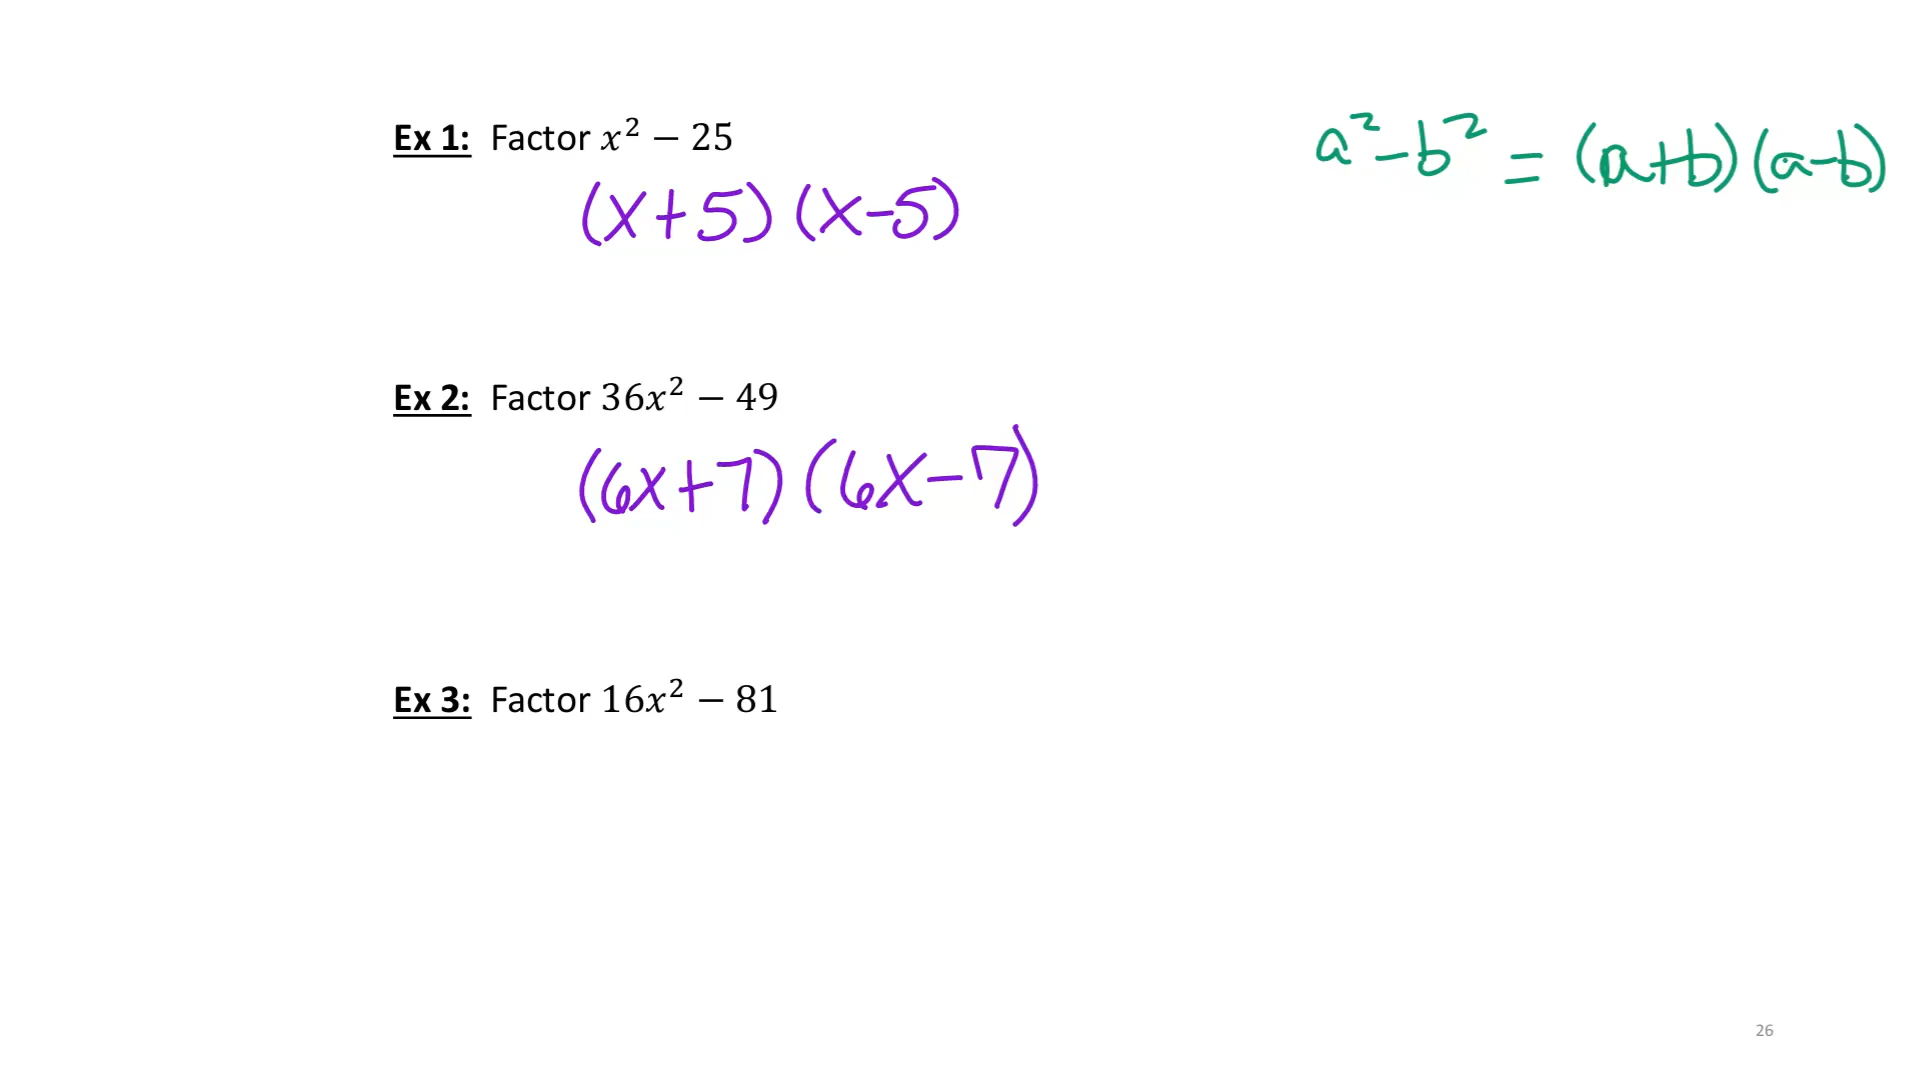 Ex 1: Factor x² − 25
a² − b² = (a+b)(a−b)
(x+5)(x−5)
Ex 2: Factor 36x² − 49
(6x+7)(6x−7)
Ex 3: Factor 16x² − 81
26